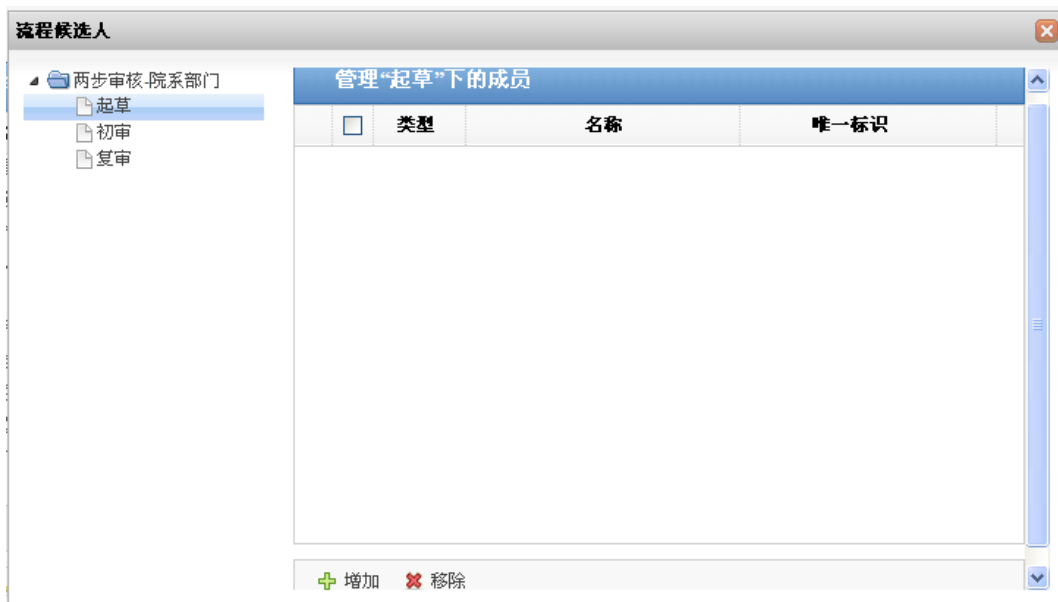 流程候选人
两步审核-院系部门
起草
初审
复审
管理“起草”下的成员
类型 名称 唯一标识
增加 移除